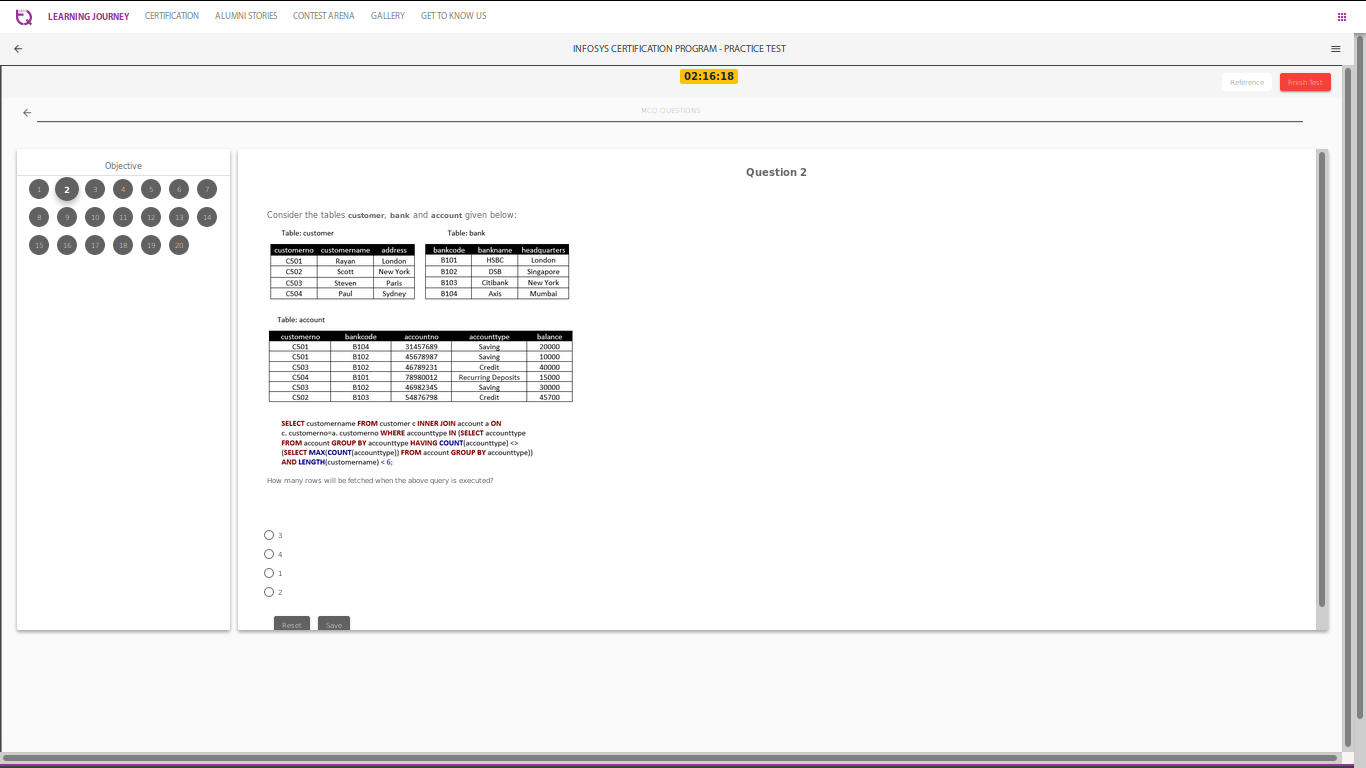 LEARNING JOURNEY CERTIFICATION ALUMNI STORIES CONTEST ARENA GALLERY GET TO KNOW US
INFOSYS CERTIFICATION PROGRAM - PRACTICE TEST
02:16:18
Reference Finish Test
MCQ QUESTIONS
Objective
1 2 3 4 5 6 7
8 9 10 11 12 13 14
15 16 17 18 19 20
Question 2
Consider the tables customer, bank and account given below:
Table: customer
customerno customername address
C501 Rayan London
C502 Scott New York
C503 Steven Paris
C504 Paul Sydney
Table: bank
bankcode bankname headquarters
B101 HSBC London
B102 DSB Singapore
B103 Citibank New York
B104 Axis Mumbai
Table: account
customerno bankcode accountno accounttype balance
C501 B104 31457689 Saving 20000
C501 B102 45678987 Saving 10000
C503 B102 46789231 Credit 40000
C504 B101 78980012 Recurring Deposits 15000
C503 B102 46982345 Saving 30000
C502 B103 54876798 Credit 45700
SELECT customername FROM customer c INNER JOIN account a ON
c. customerno=a. customerno WHERE accounttype IN (SELECT accounttype
FROM account GROUP BY accounttype HAVING COUNT(accounttype) <>
(SELECT MAX(COUNT(accounttype)) FROM account GROUP BY accounttype))
AND LENGTH(customername) < 6;
How many rows will be fetched when the above query is executed?
3
4
1
2
Reset Save